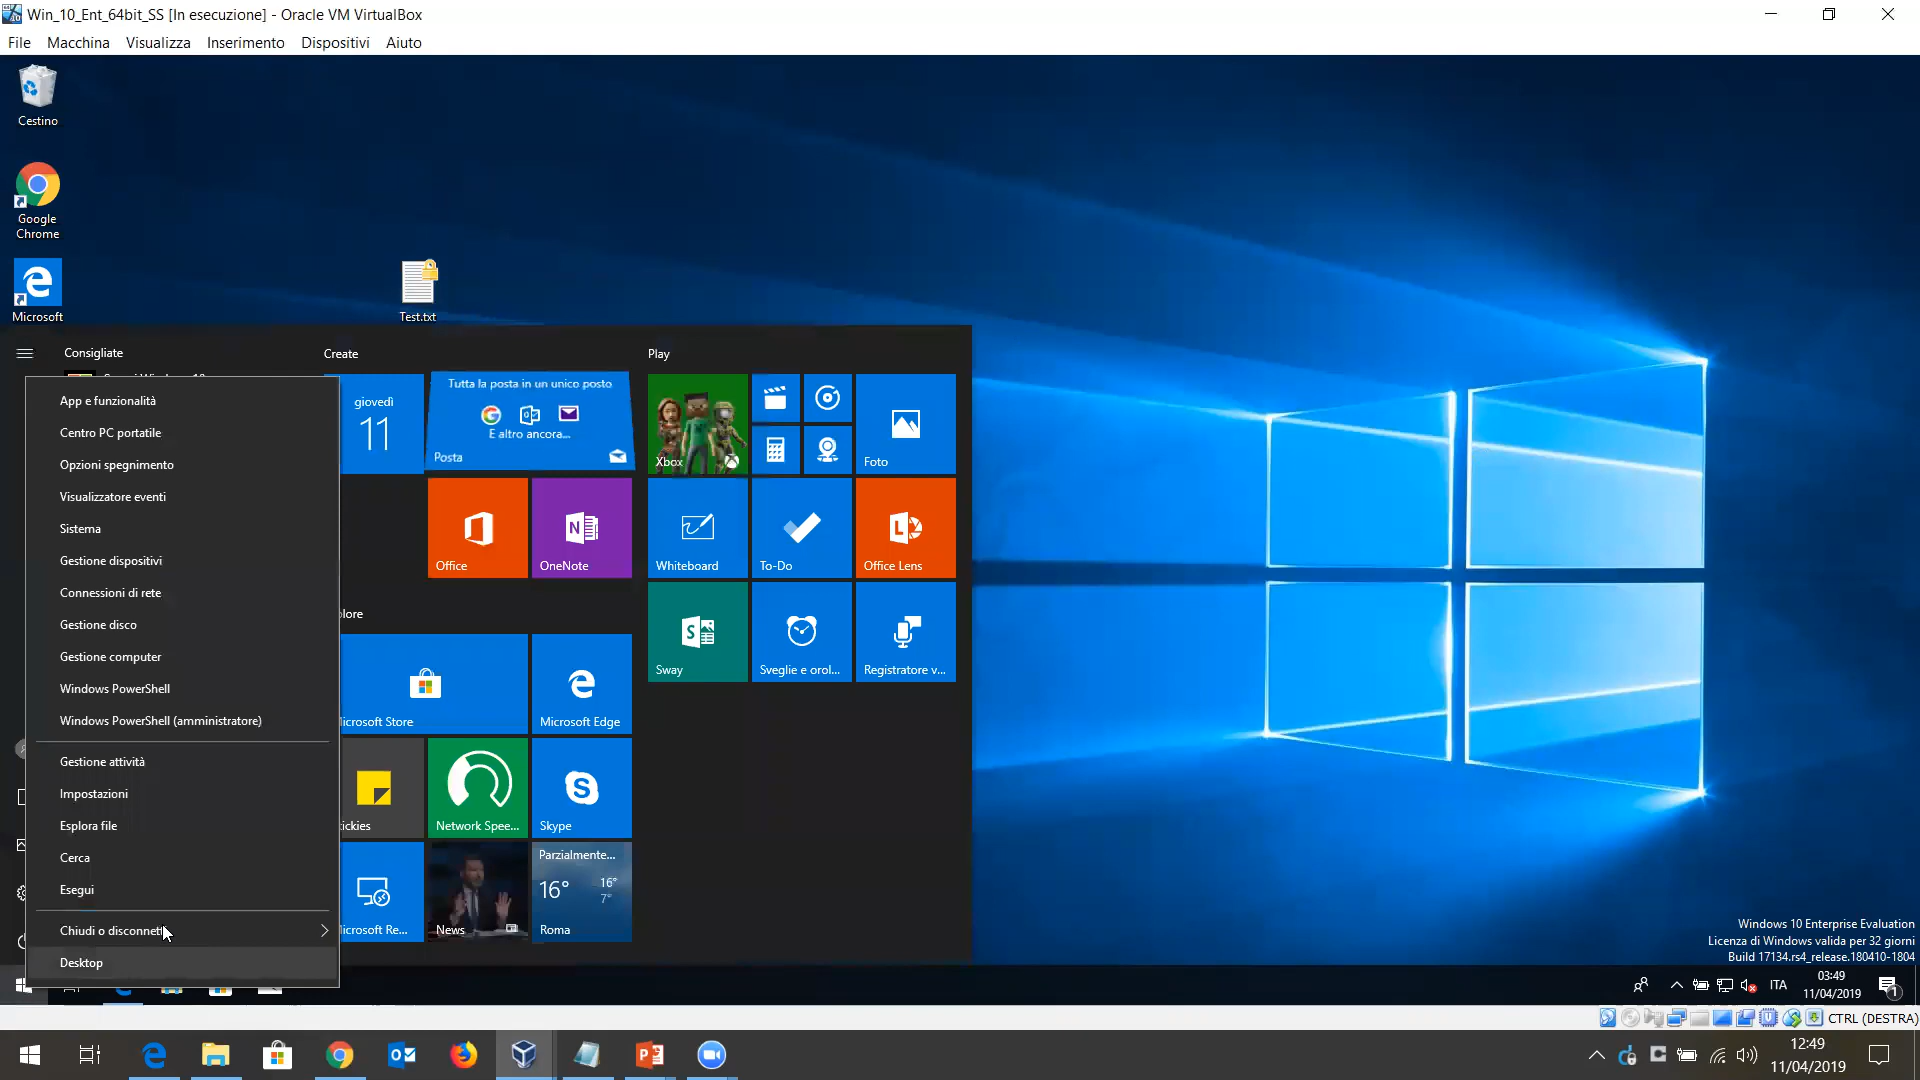 Win_10_Ent_64bit_SS [In esecuzione] - Oracle VM VirtualBox
File Macchina Visualizza Inserimento Dispositivi Aiuto
Cestino
Google
Chrome
Microsoft
Test.txt
Consigliate
Create
Play
App e funzionalità
Centro PC portatile
Opzioni spegnimento
Visualizzatore eventi
Sistema
Gestione dispositivi
Connessioni di rete
Gestione disco
Gestione computer
Windows PowerShell
Windows PowerShell (amministratore)
Gestione attività
Impostazioni
Esplora file
Cerca
Esegui
Chiudi o disconnett
Desktop
giovedì
11
Tutta la posta in un unico posto
E altro ancora...
Posta
Office
OneNote
lore
icrosoft Store
Microsoft Edge
tickies
Network Spee...
Skype
icrosoft Re...
News
Parzialmente...
16°
16°
7°
Roma
Xbox
Foto
Whiteboard
To-Do
Office Lens
Sway
Sveglie e orol...
Registratore v...
Windows 10 Enterprise Evaluation
Licenza di Windows valida per 32 giorni
Build 17134.rs4_release.180410-1804
ITA
03:49
11/04/2019
1
CTRL (DESTRA)
12:49
11/04/2019